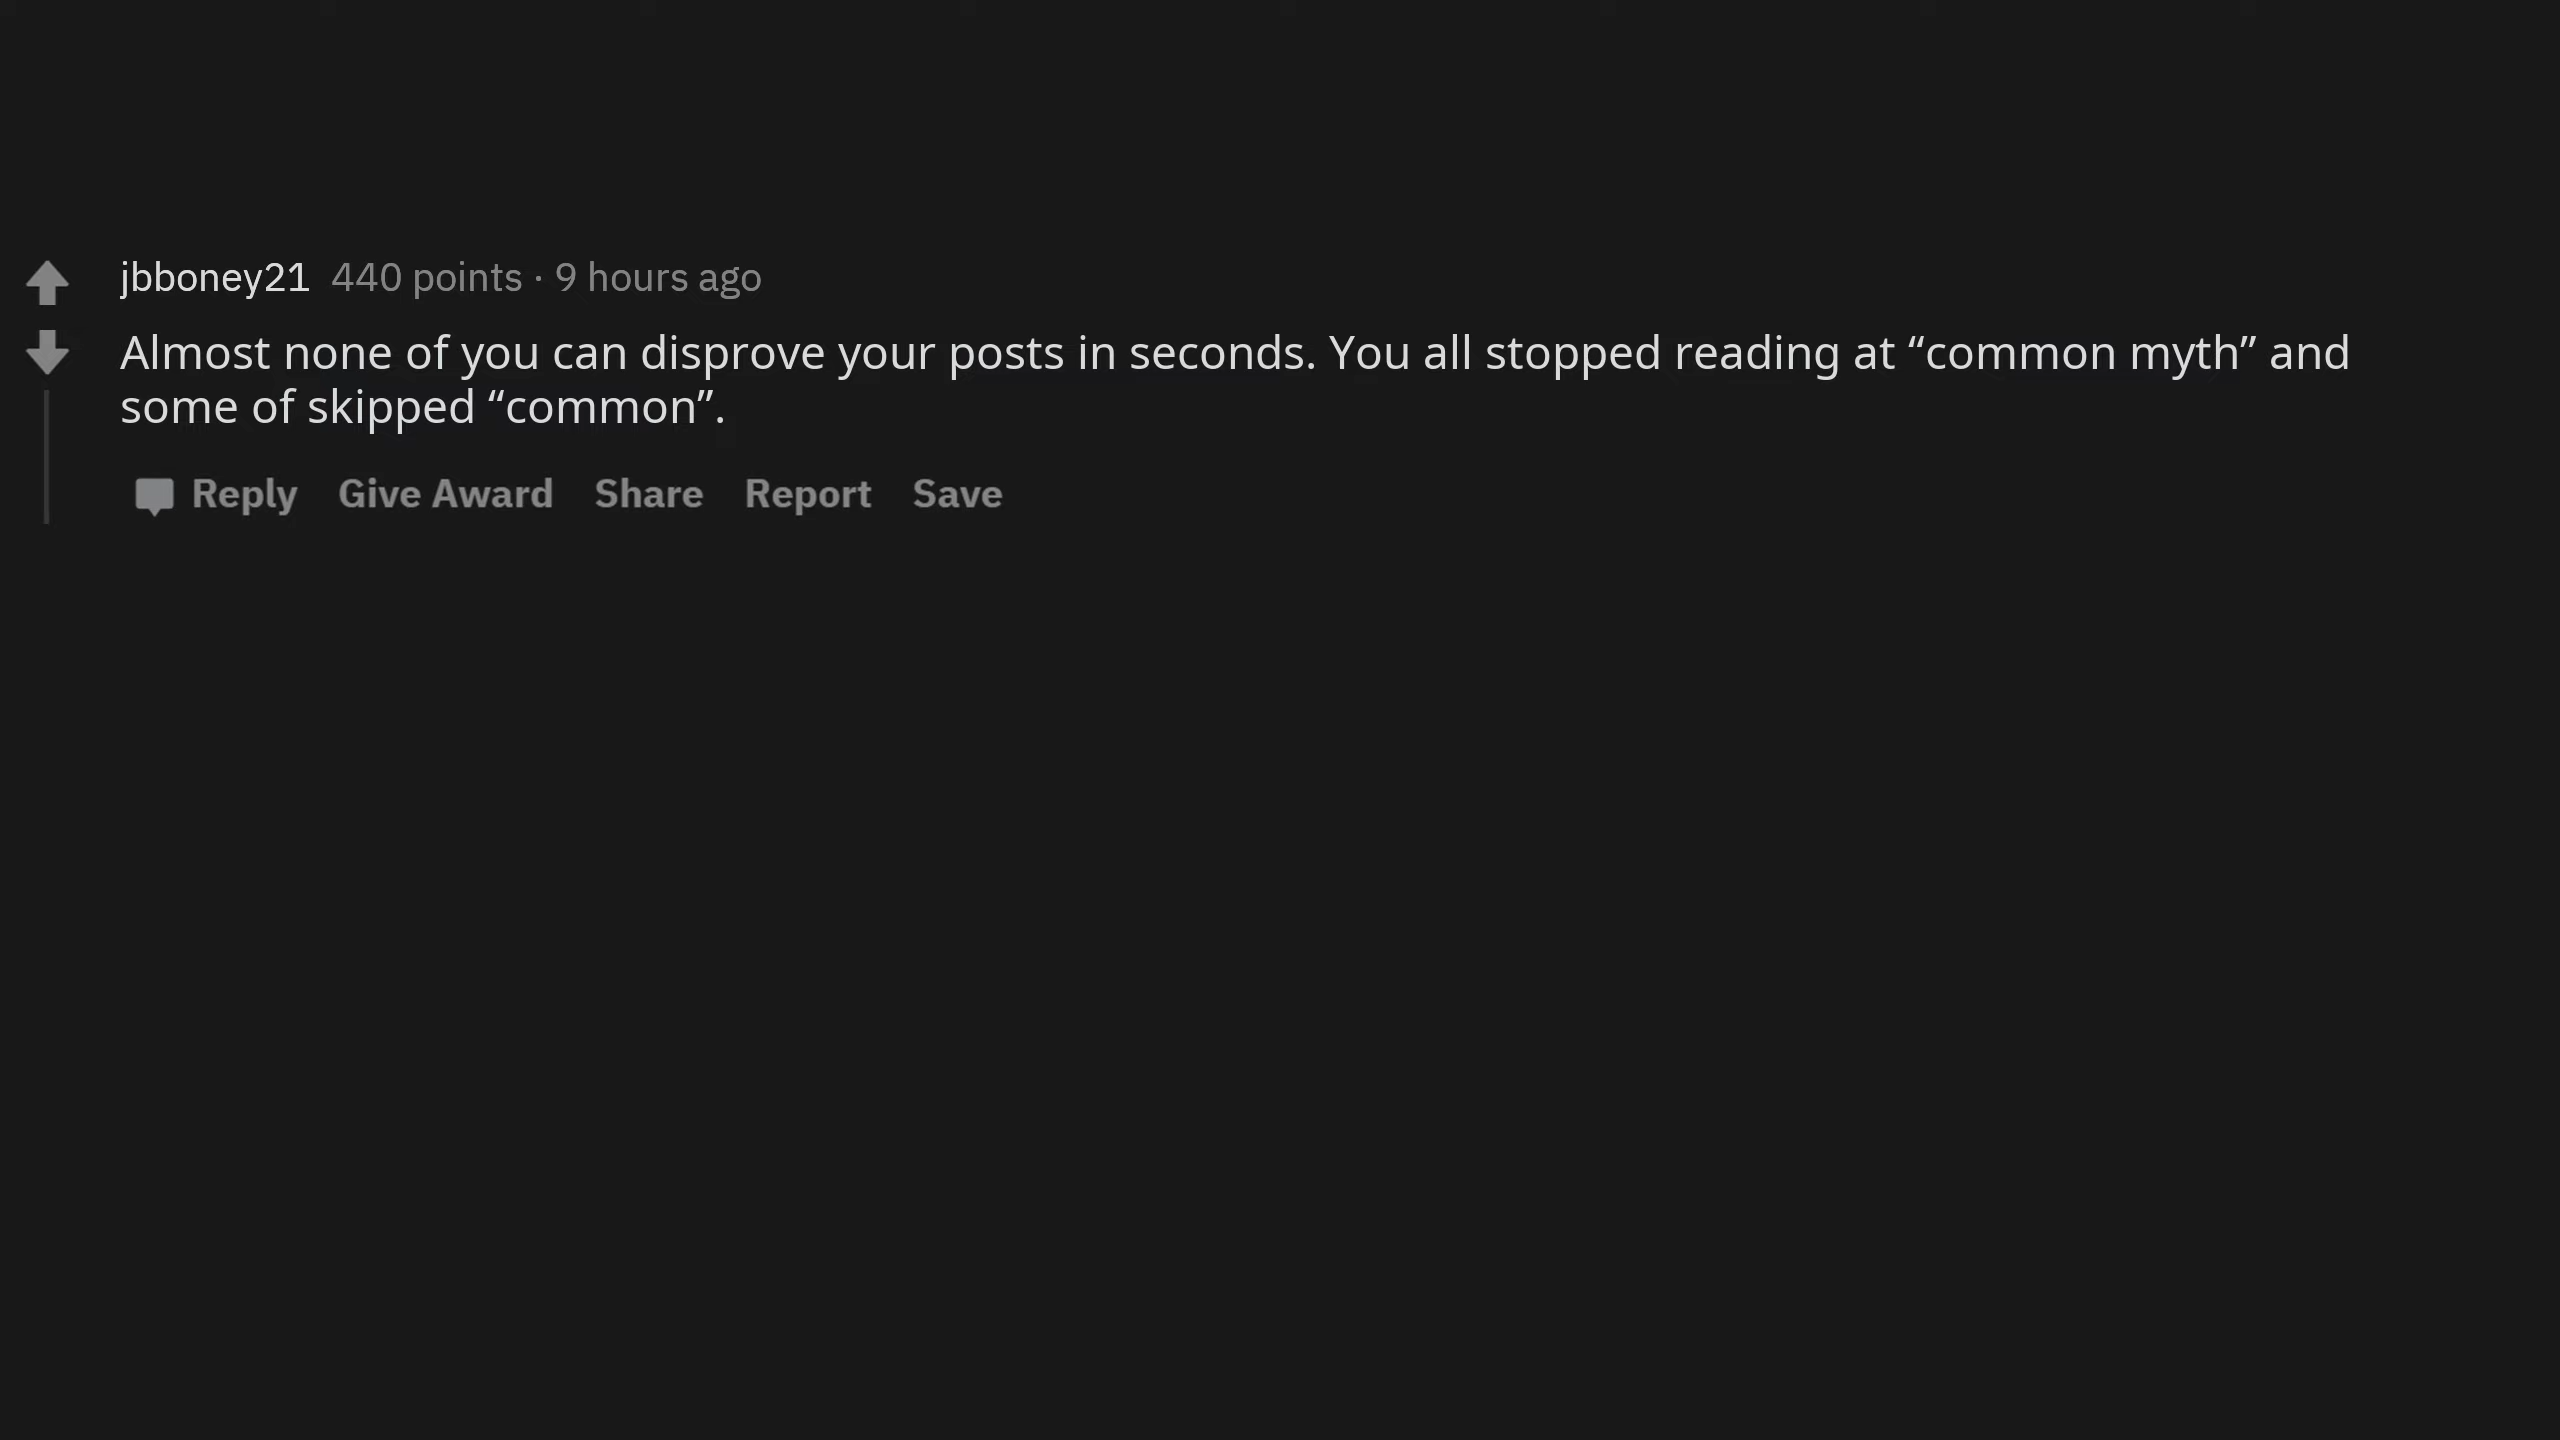 jbboney21 440 points · 9 hours ago
Almost none of you can disprove your posts in seconds. You all stopped reading at “common myth” and
some of skipped “common”.
Reply Give Award Share Report Save